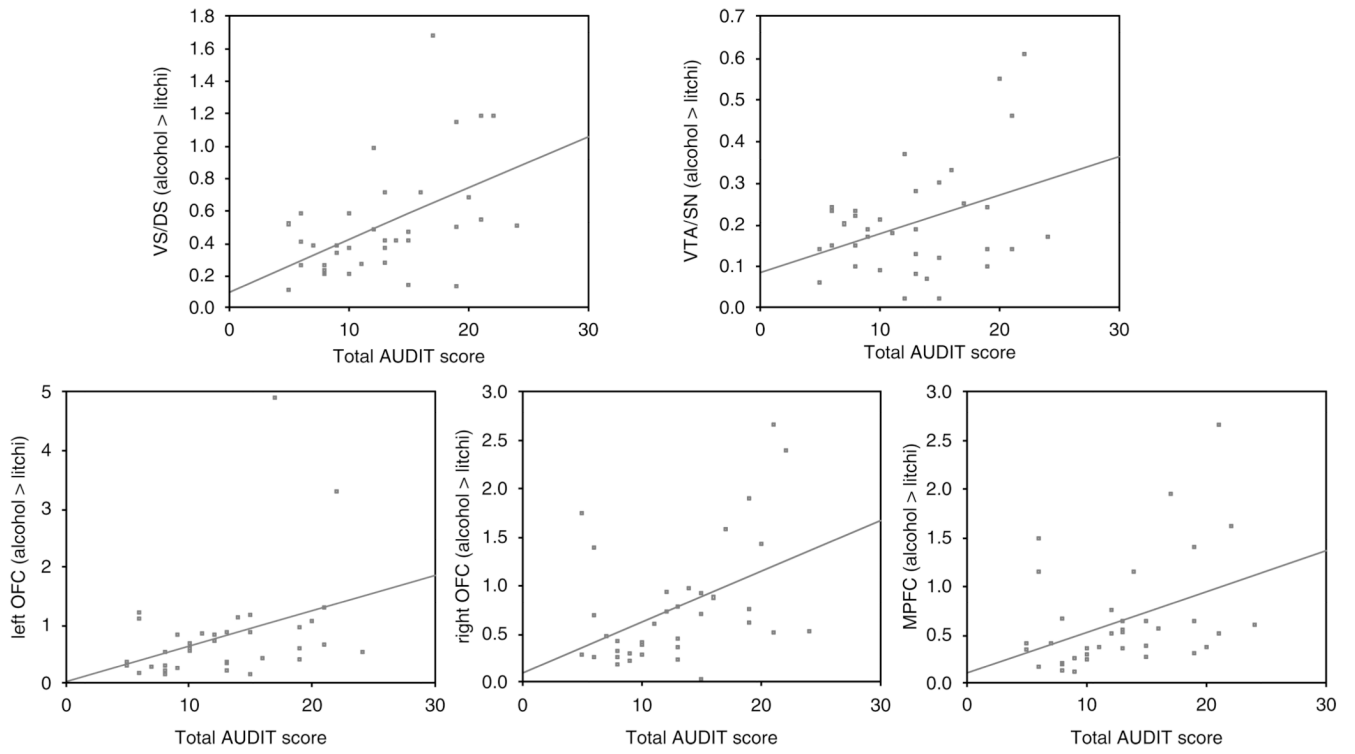 1.8
1.6
1.4
1.2
1.0
0.8
0.6
0.4
0.2
0.0
VS/DS (alcohol > litchi)
0 10 20 30
Total AUDIT score
0.7
0.6
0.5
0.4
0.3
0.2
0.1
0.0
VTA/SN (alcohol > litchi)
0 10 20 30
Total AUDIT score
5
4
3
2
1
0
left OFC (alcohol > litchi)
0 10 20 30
Total AUDIT score
3.0
2.5
2.0
1.5
1.0
0.5
0.0
right OFC (alcohol > litchi)
0 10 20 30
Total AUDIT score
3.0
2.5
2.0
1.5
1.0
0.5
0.0
MPFC (alcohol > litchi)
0 10 20 30
Total AUDIT score